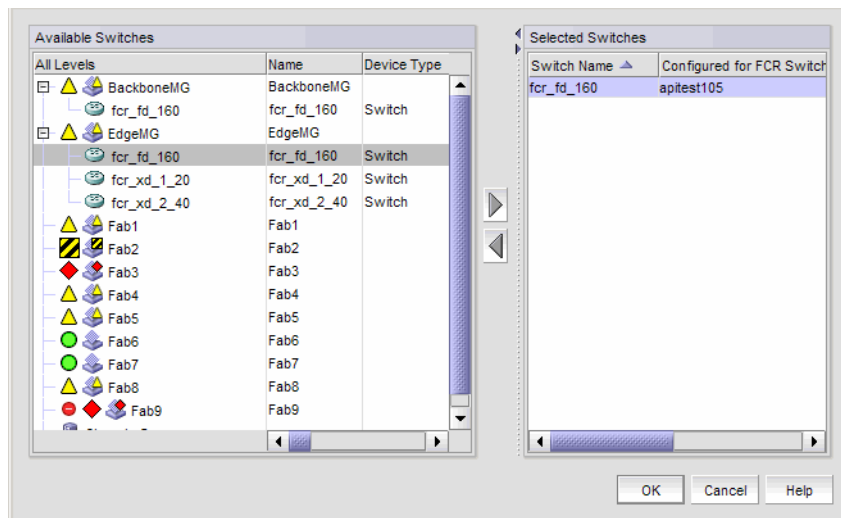 Available Switches
All Levels Name Device Type
BackboneMG BackboneMG
fcr_fd_160 fcr_fd_160 Switch
EdgeMG EdgeMG
fcr_fd_160 fcr_fd_160 Switch
fcr_xd_1_20 fcr_xd_1_20 Switch
fcr_xd_2_40 fcr_xd_2_40 Switch
Fab1 Fab1
Fab2 Fab2
Fab3 Fab3
Fab4 Fab4
Fab5 Fab5
Fab6 Fab6
Fab7 Fab7
Fab8 Fab8
Fab9 Fab9
Selected Switches
Switch Name Configured for FCR Switch
fcr_fd_160 apitest105
OK Cancel Help